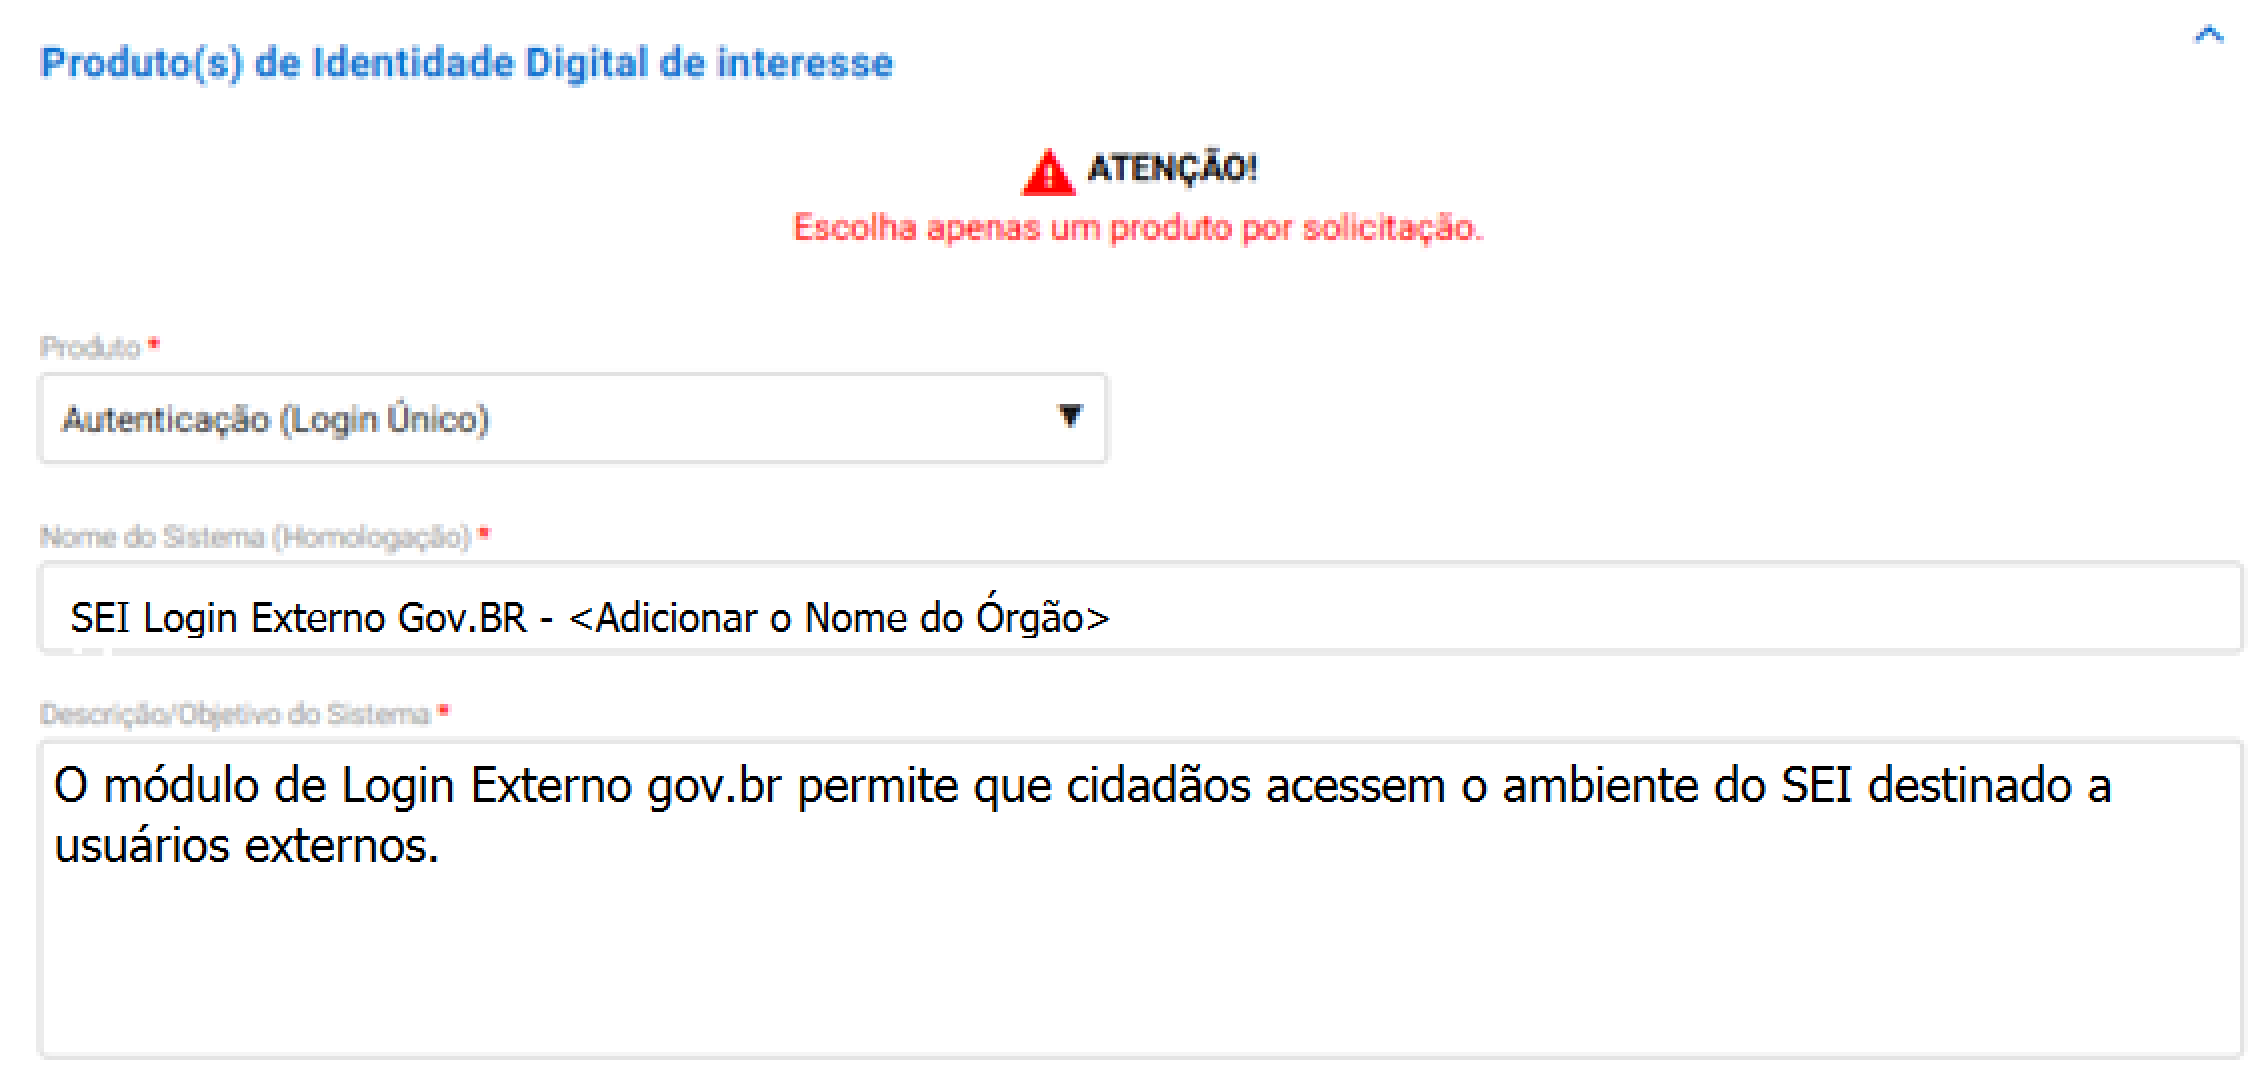 Produto(s) de Identidade Digital de interesse
ATENÇÃO!
Escolha apenas um produto por solicitação.
Produto *
Autenticação (Login Único)
Nome do Sistema (Homologação) *
SEI Login Externo Gov.BR - <Adicionar o Nome do Órgão>
Descrição/Objetivo do Sistema *
O módulo de Login Externo gov.br permite que cidadãos acessem o ambiente do SEI destinado a
usuários externos.